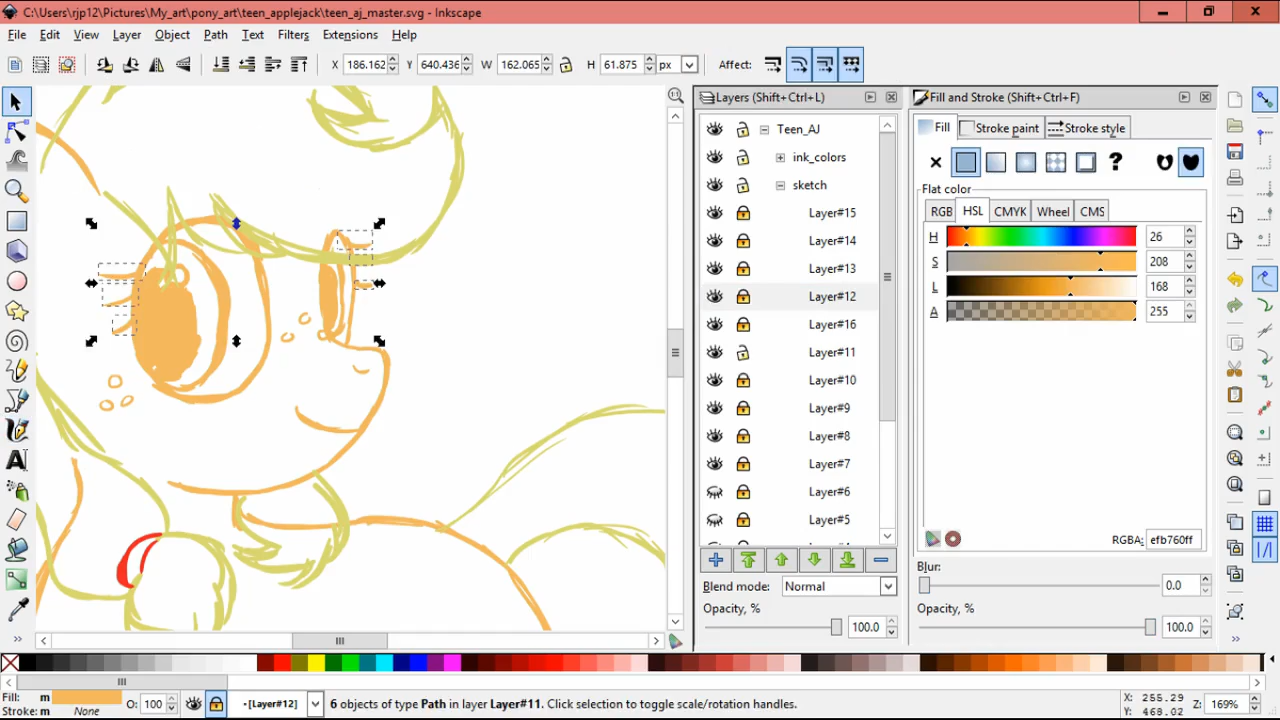 C:\Users\rjp12\Pictures\My_art\pony_art\teen_applejack\teen_aj_master.svg - Inkscape
File Edit View Layer Object Path Text Filters Extensions Help
X 186.162 Y 640.436 W 162.065 H 61.875 px Affect:
Layers (Shift+Ctrl+L)
Teen_AJ
ink_colors
sketch
Layer#15
Layer#14
Layer#13
Layer#12
Layer#16
Layer#11
Layer#10
Layer#9
Layer#8
Layer#7
Layer#6
Layer#5
Blend mode: Normal
Opacity, % 100.0
Fill and Stroke (Shift+Ctrl+F)
Fill Stroke paint Stroke style
?
Flat color
RGB HSL CMYK Wheel CMS
H 26
S 208
L 168
A 255
RGBA: efb760ff
Blur:
0.0
Opacity, %
100.0
Fill: m
Stroke: m None
O: 100
•[Layer#12]
6 objects of type Path in layer Layer#11. Click selection to toggle scale/rotation handles.
X: 255.29
Y: 468.02
Z: 169%